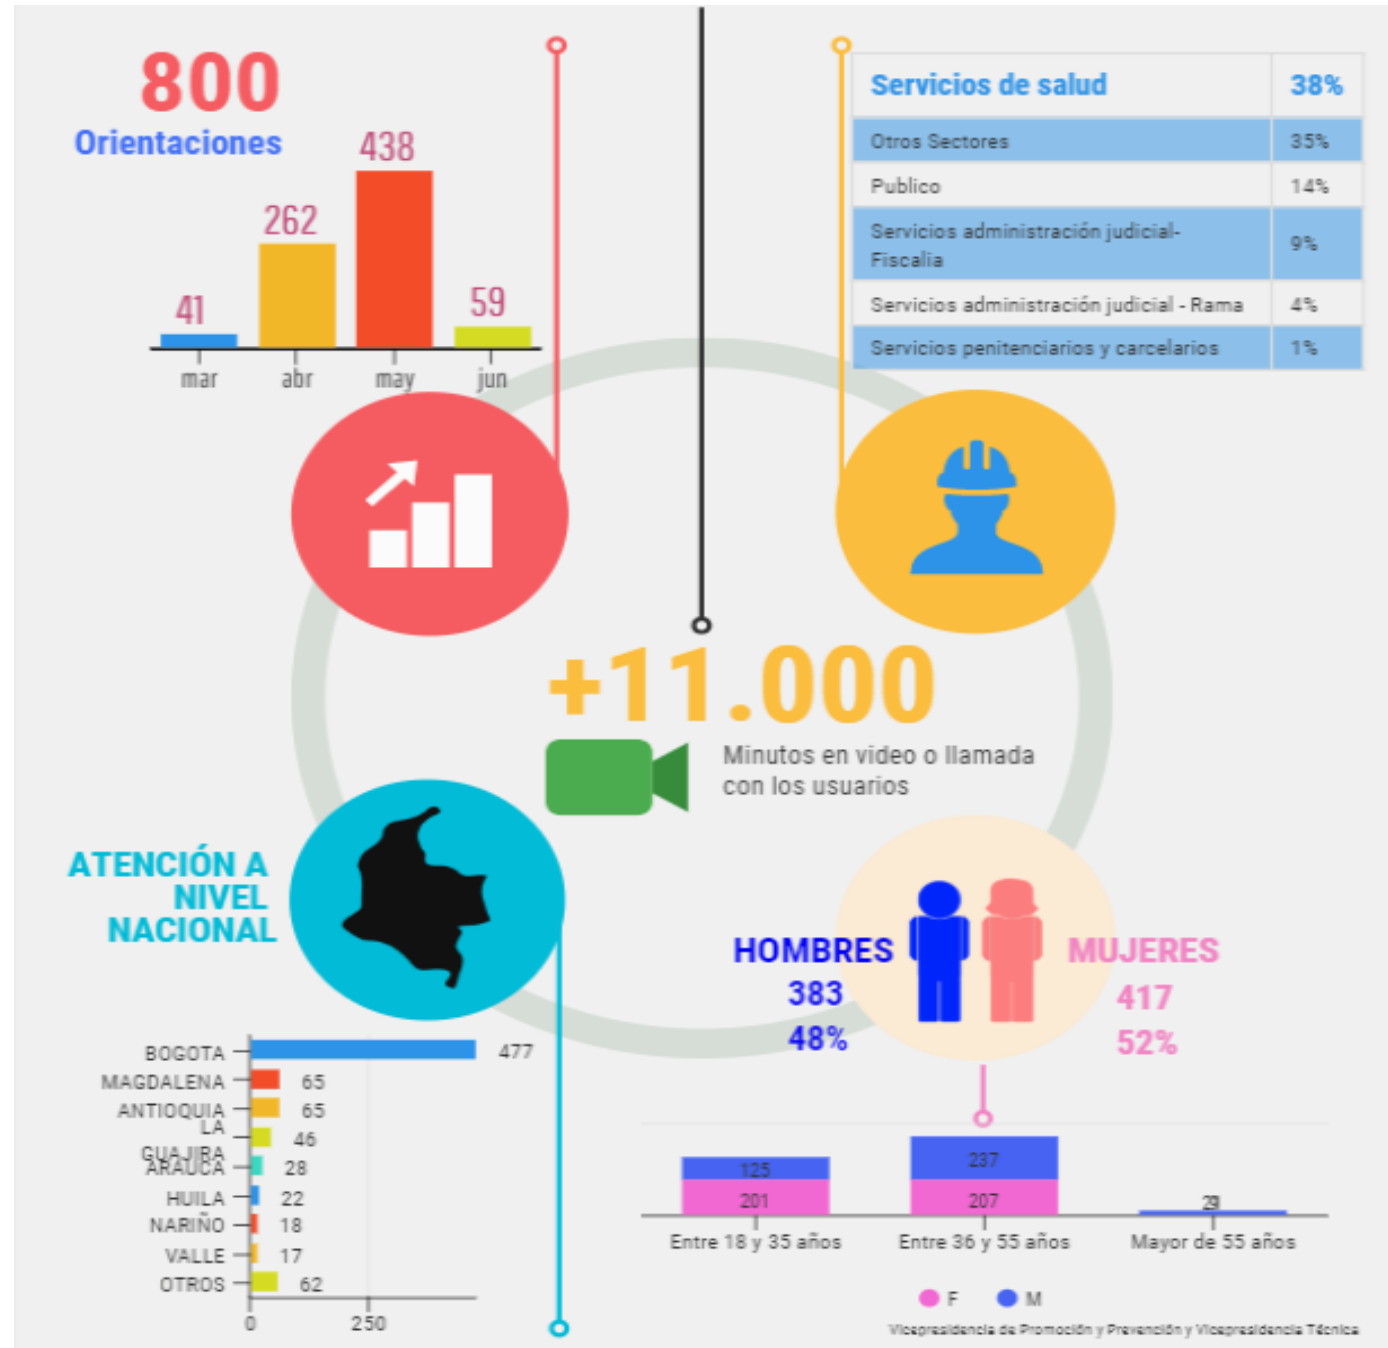 800
Orientaciones
438
262
41
59
mar
abr
may
jun
Servicios de salud 38%
Otros Sectores 35%
Publico 14%
Servicios administración judicial-
Fiscalia 9%
Servicios administración judicial - Rama 4%
Servicios penitenciarios y carcelarios 1%
+11.000
Minutos en video o llamada
con los usuarios
ATENCIÓN A
NIVEL
NACIONAL
BOGOTA 477
MAGDALENA 65
ANTIOQUIA 65
LA
GUAJIRA 46
ARAUCA 28
HUILA 22
NARIÑO 18
VALLE 17
OTROS 62
0 250
HOMBRES
383
48%
MUJERES
417
52%
125
201
237
207
Entre 18 y 35 años
Entre 36 y 55 años
Mayor de 55 años
F M
Vicepresidencia de Promoción y Prevención y Vicepresidencia Técnica